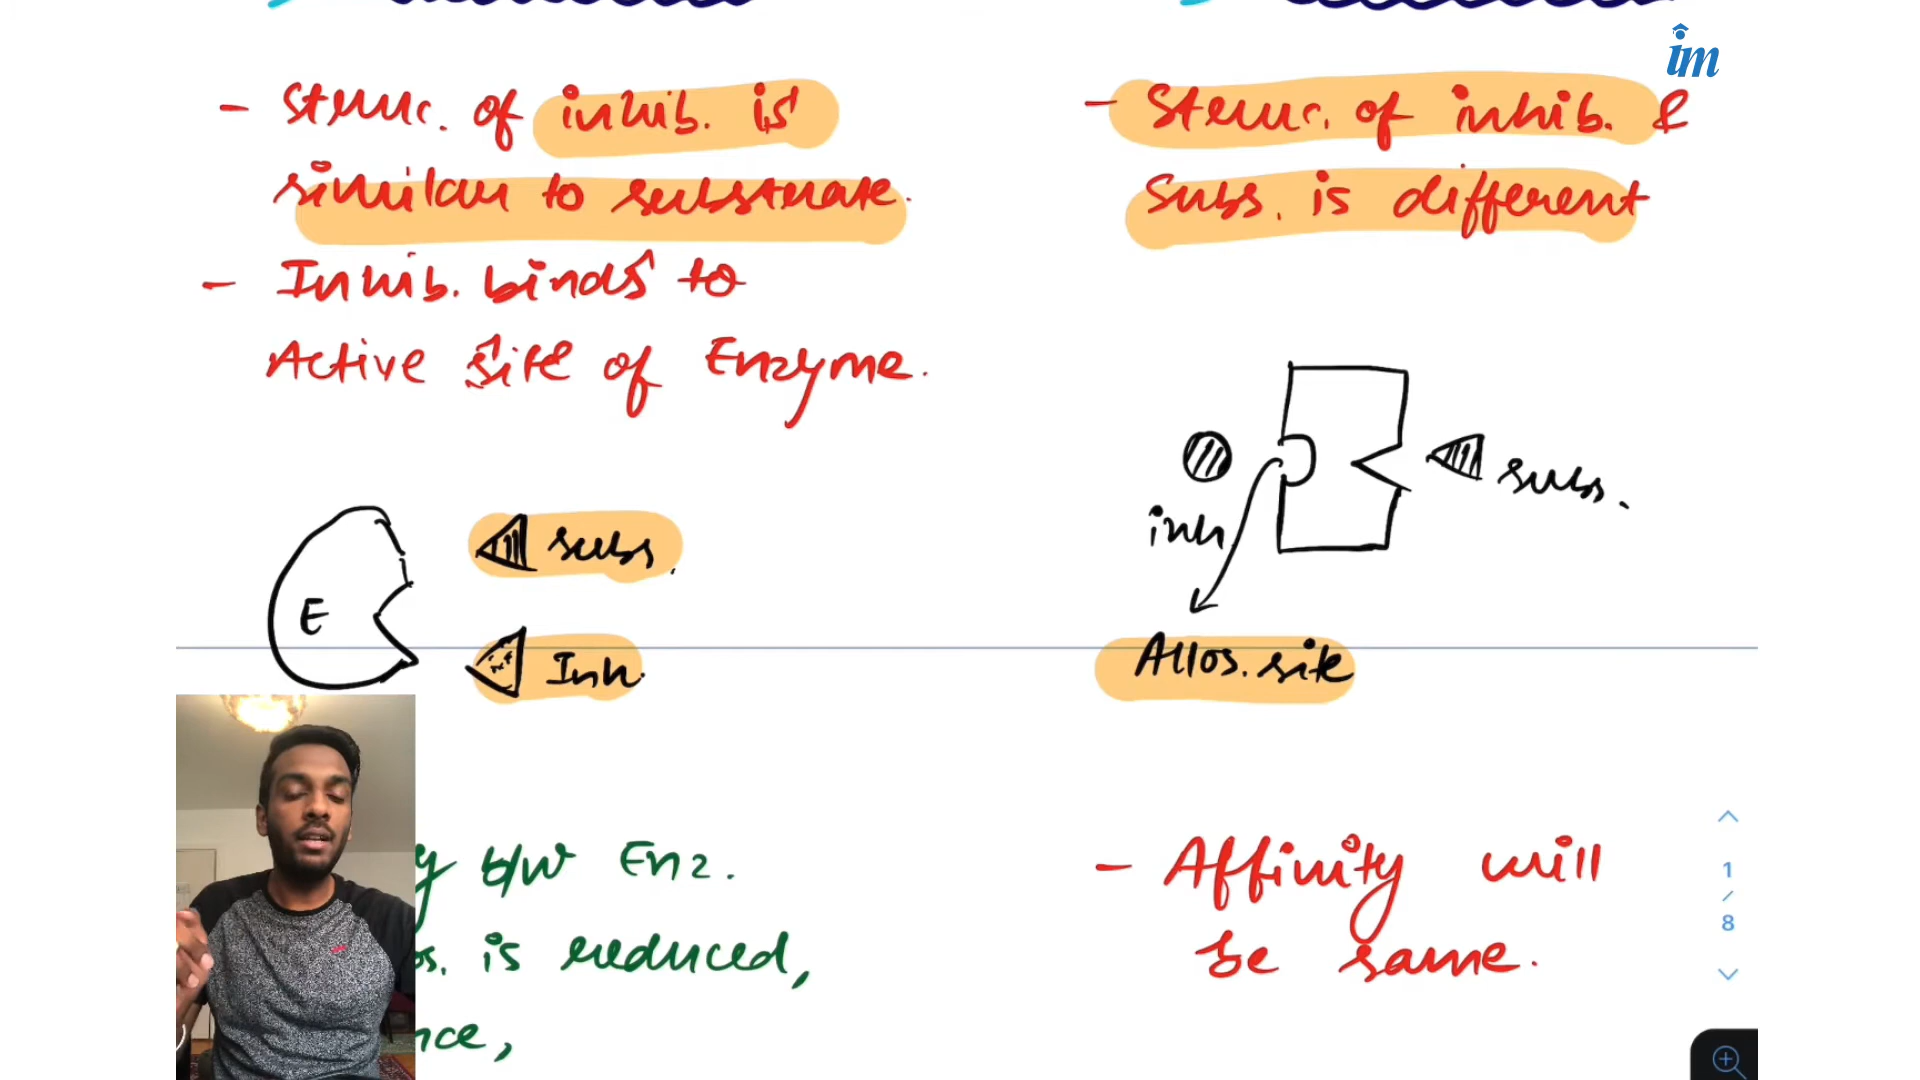 im
- Struc. of inhib. is
similar to substrate.
- Inhib. binds to
Active site of Enzyme.
subs.
E
Inh.
y b/w Enz.
os. is reduced,
nce,
- Struc. of inhib. &
Subs. is different
subs.
inh
Allos. site
- Affinity will
be same.
1
/
8